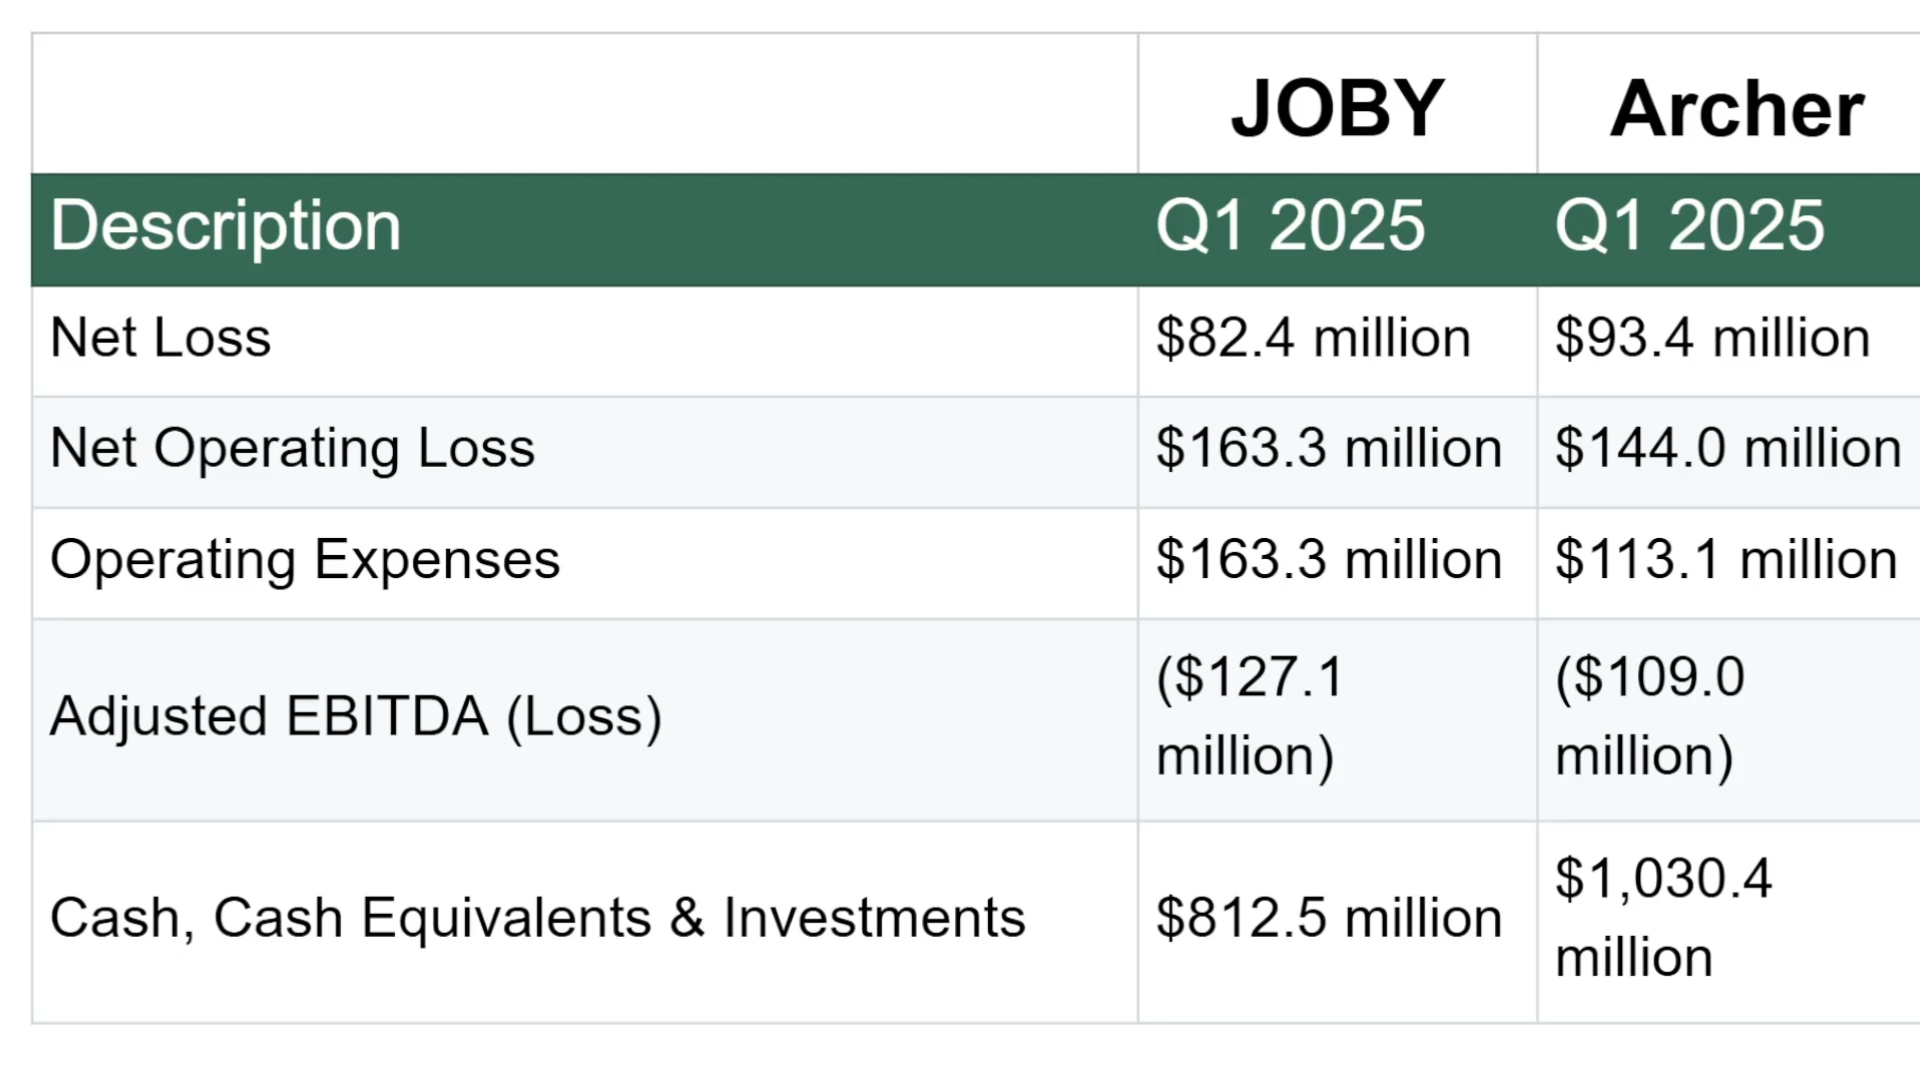 JOBY Archer
Description Q1 2025 Q1 2025
Net Loss $82.4 million $93.4 million
Net Operating Loss $163.3 million $144.0 million
Operating Expenses $163.3 million $113.1 million
Adjusted EBITDA (Loss) ($127.1 million) ($109.0 million)
Cash, Cash Equivalents & Investments $812.5 million $1,030.4 million